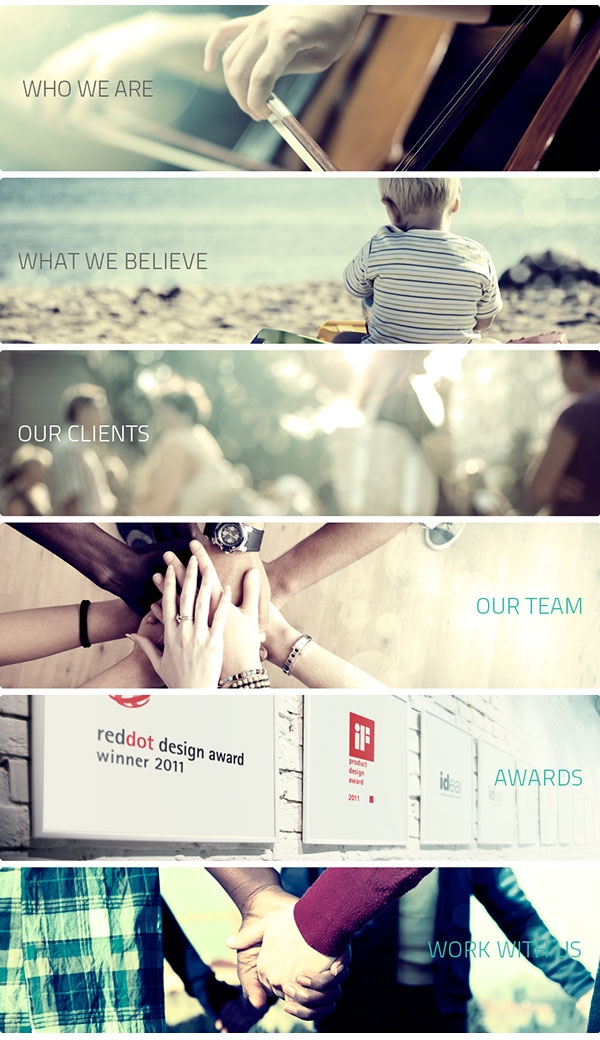 WHO WE ARE
WHAT WE BELIEVE
OUR CLIENTS
OUR TEAM
reddot design award
winner 2011
iF
product
design
award
2011
idea
AWARDS
WORK WITH US